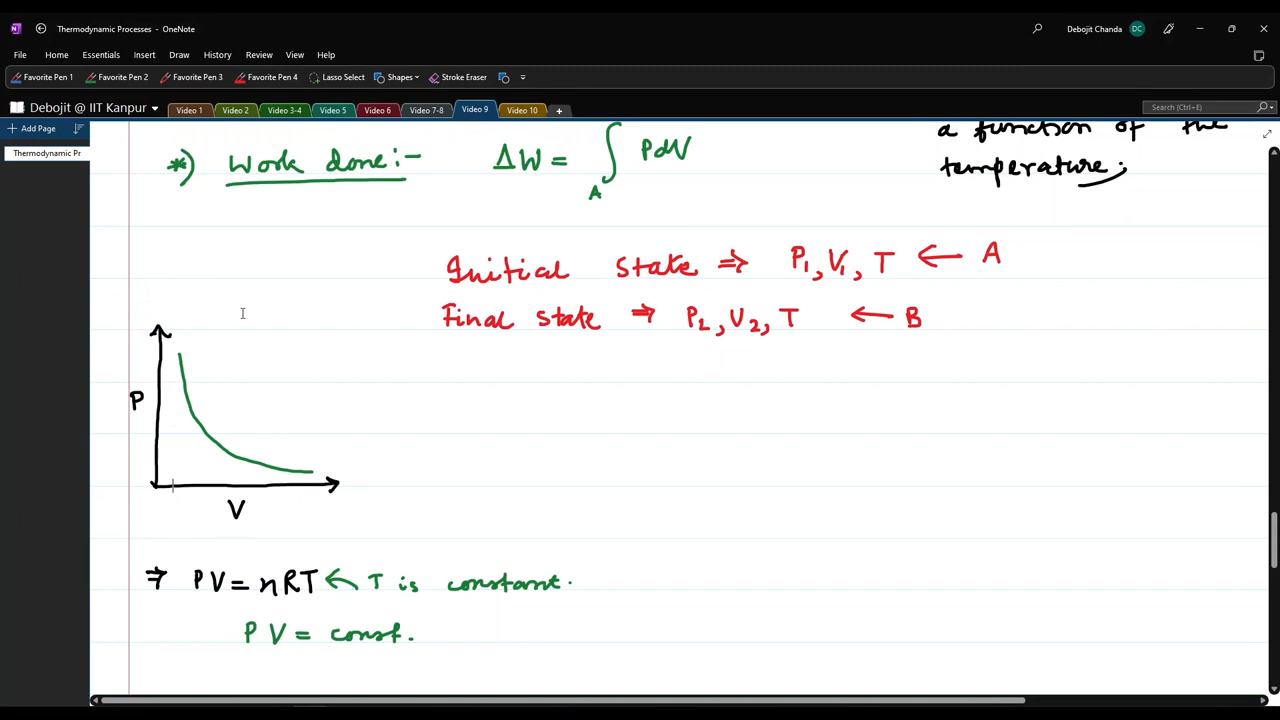 Thermodynamic Processes - OneNote
Debojit Chanda DC
File Home Essentials Insert Draw History Review View Help
Favorite Pen 1 Favorite Pen 2 Favorite Pen 3 Favorite Pen 4 Lasso Select Shapes Stroke Eraser
Debojit @ IIT Kanpur Video 1 Video 2 Video 3-4 Video 5 Video 6 Video 7-8 Video 9 Video 10 Search (Ctrl+E)
Add Page
Thermodynamic Pr
a function of the
temperature;
*) Work done:- ΔW = ∫ PdV
A
Initial state ⇒ P₁, V₁, T ← A
Final state ⇒ P₂, V₂, T ← B
P
V
⇒ PV = nRT ← T is constant.
PV = const.